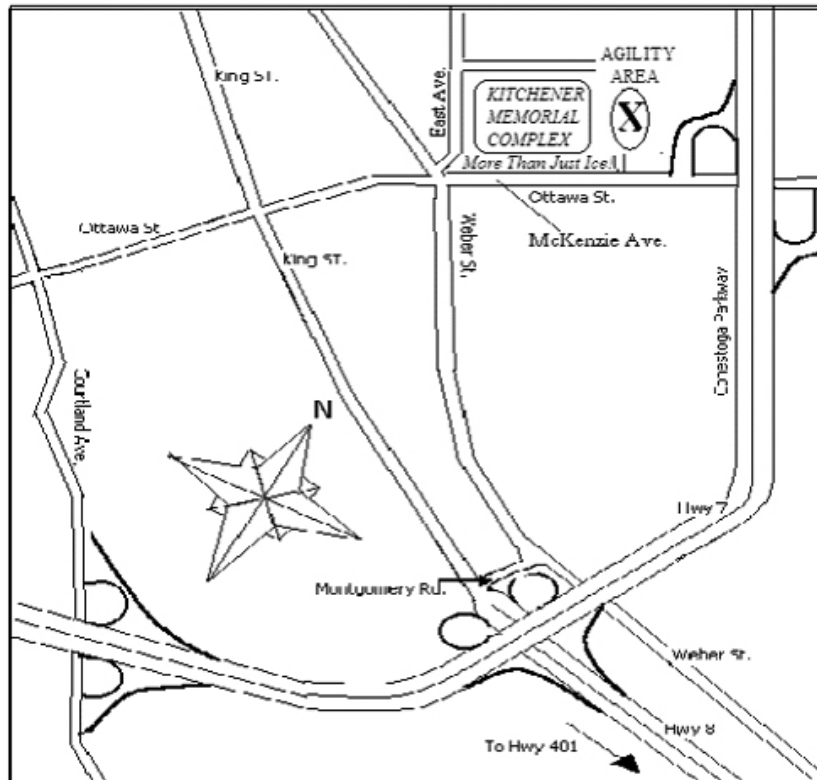 AGILITY
AREA
King ST.
East Ave.
KITCHENER
MEMORIAL
COMPLEX
X
More Than Just Ice!
Ottawa St.
Ottawa St
McKenzie Ave.
Weber St.
King ST.
Conestoga Parkway
Courtland Ave.
N
Hwy 7
Montgomery Rd.
Weber St.
Hwy 8
To Hwy 401